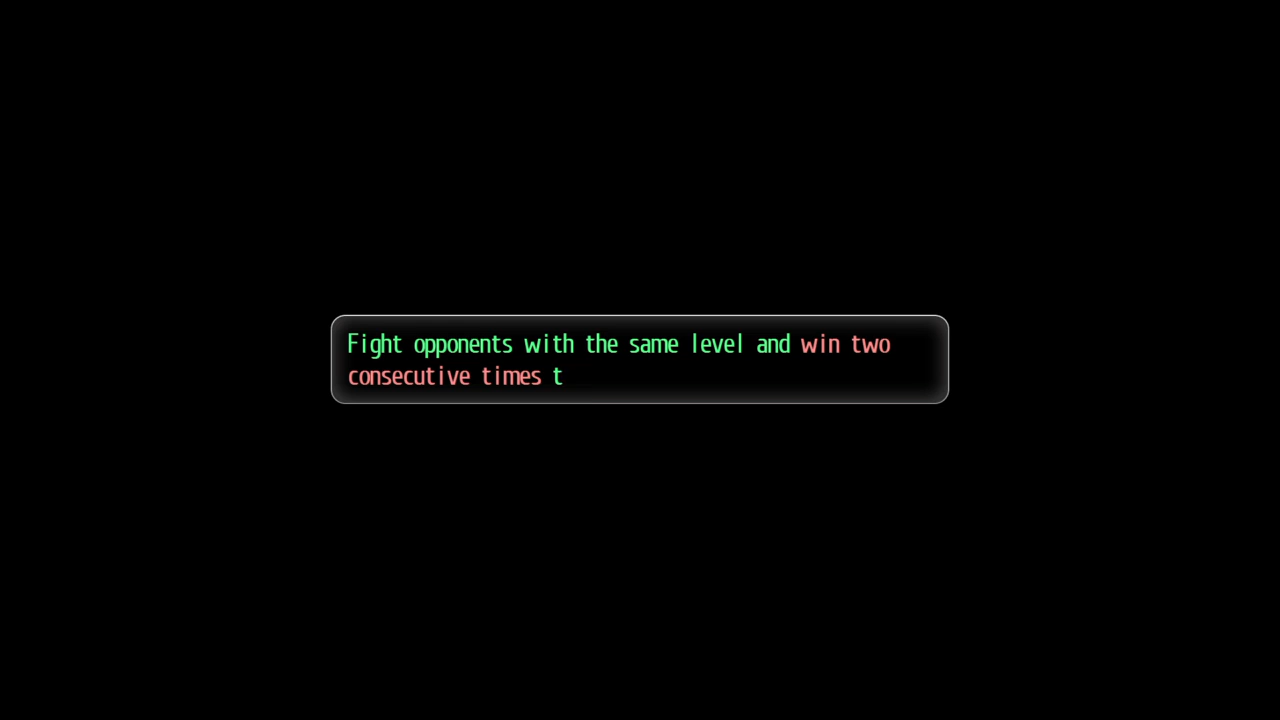 Fight opponents with the same level and win two
consecutive times t